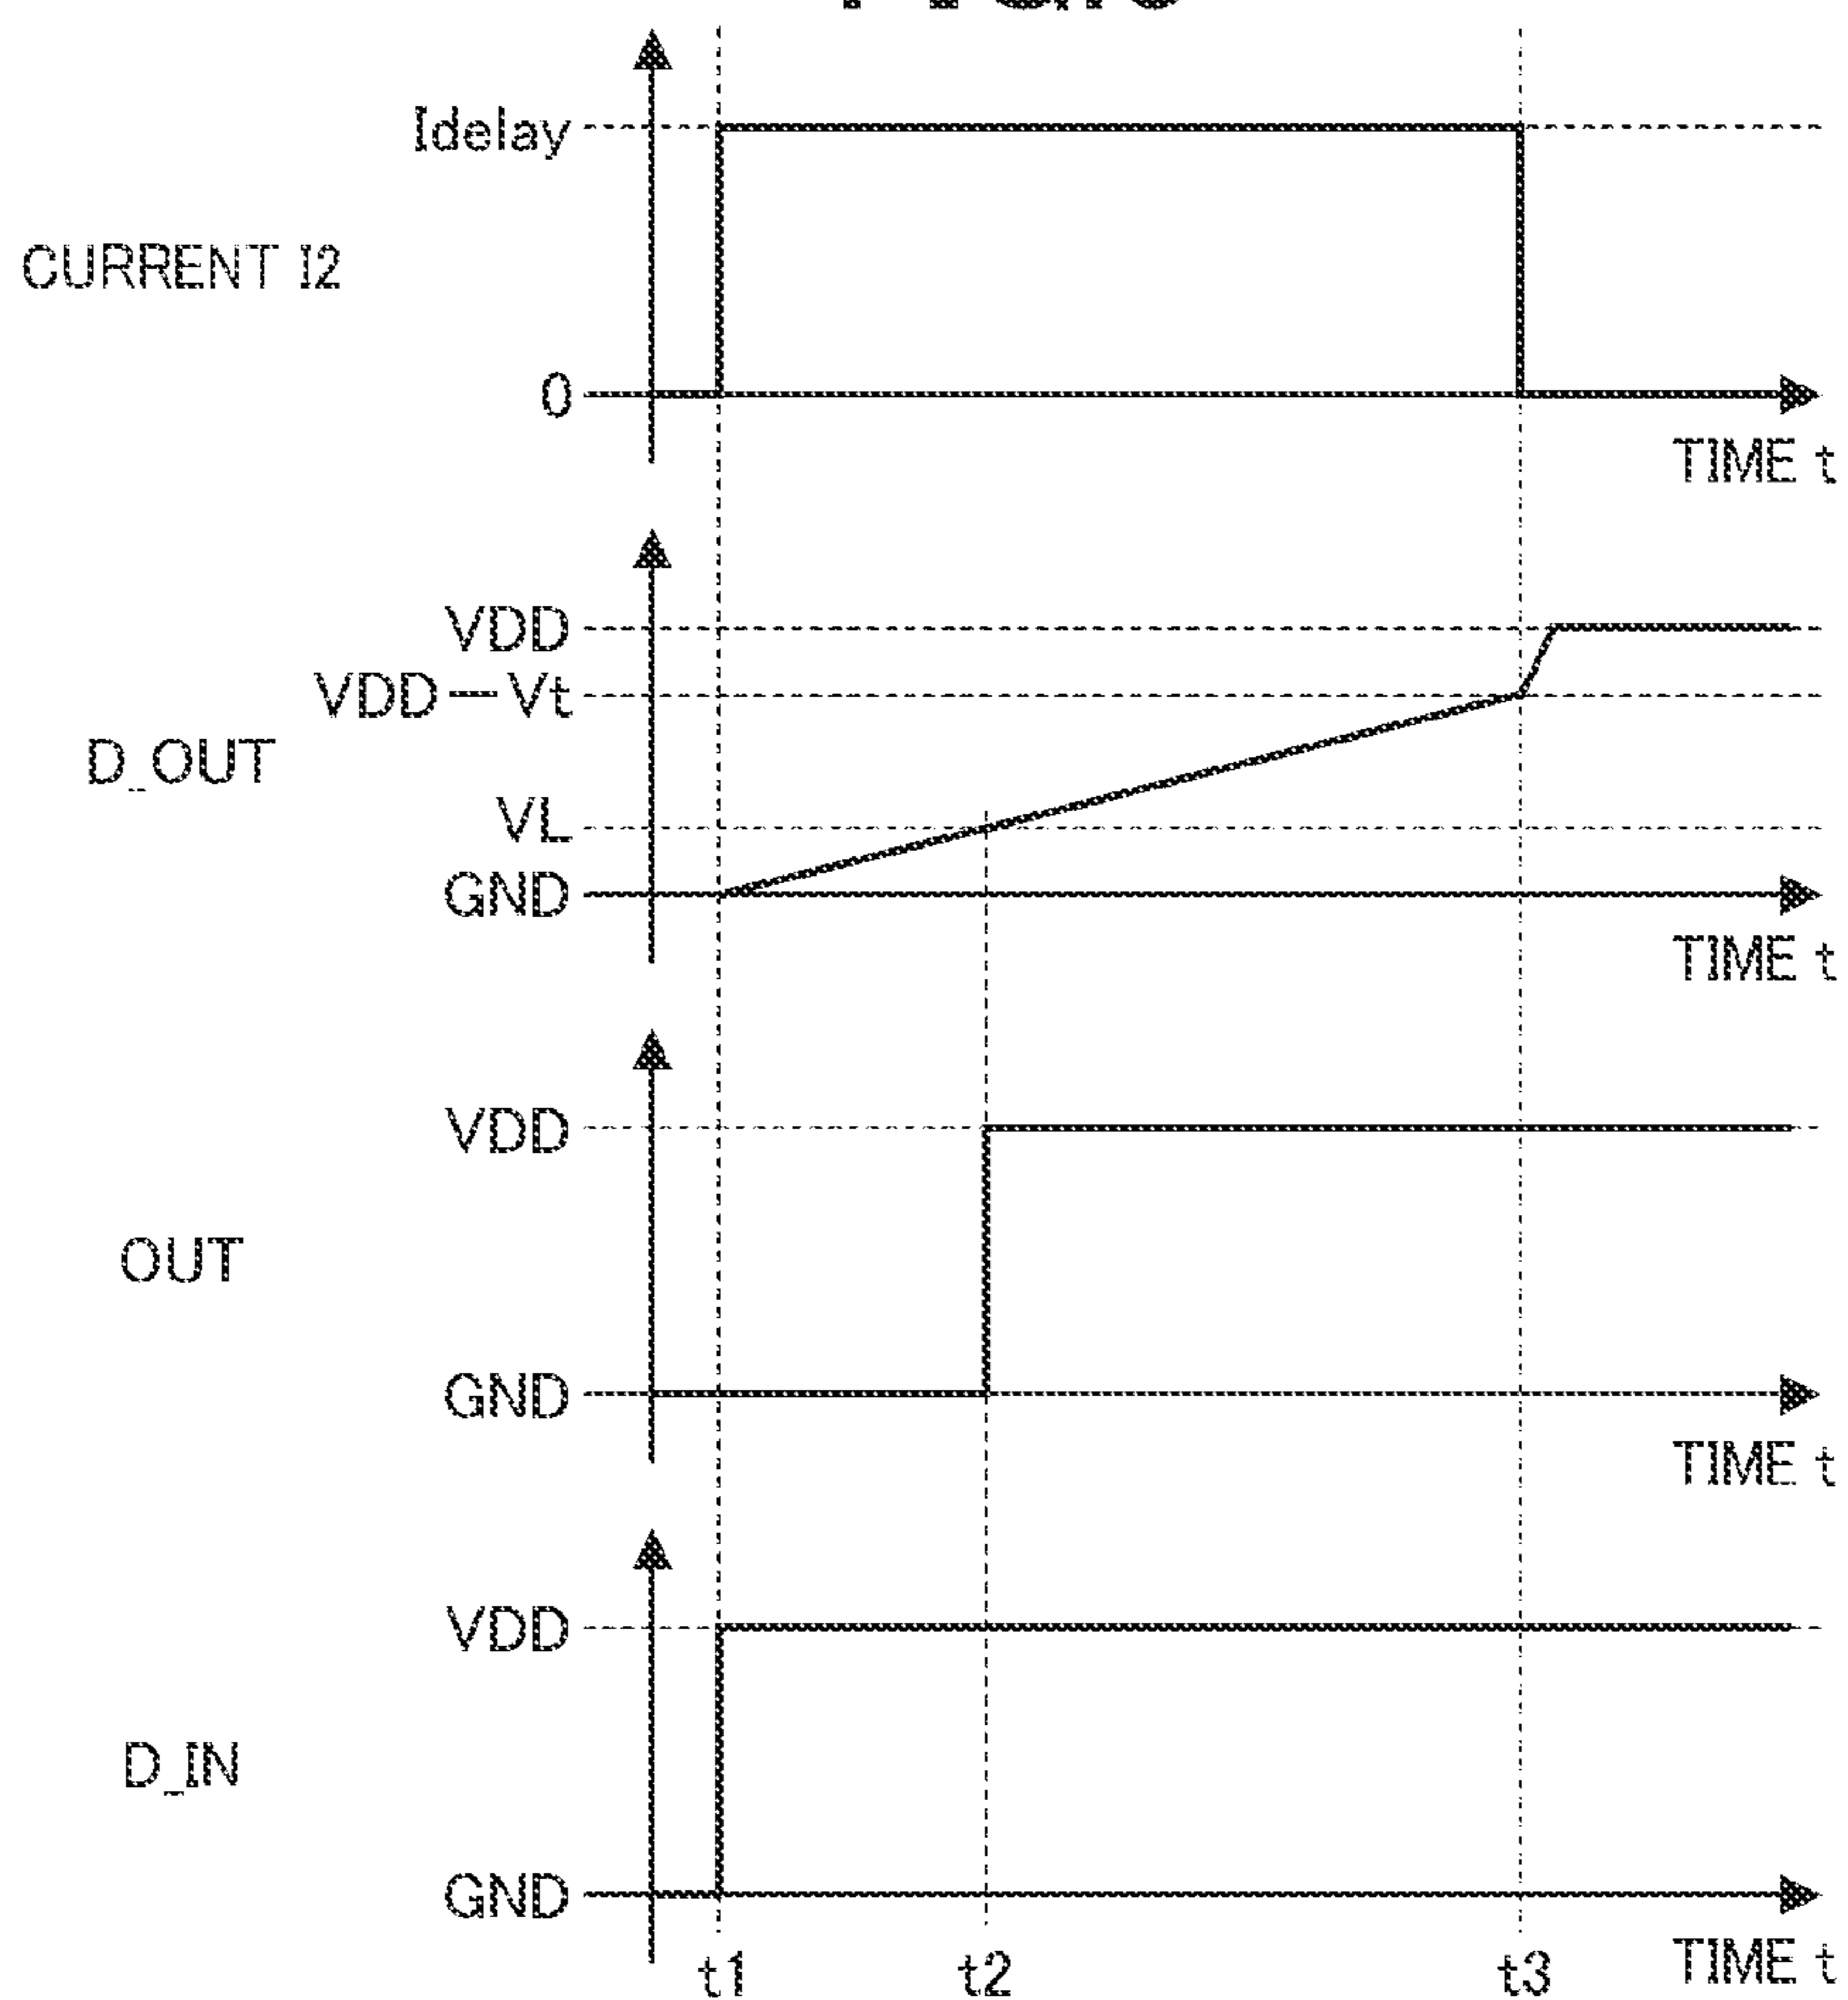 Idelay
CURRENT I2
0
TIME t
VDD
VDD－Vt
D_OUT
VL
GND
TIME t
VDD
OUT
GND
TIME t
VDD
D_IN
GND
t1 t2 t3 TIME t